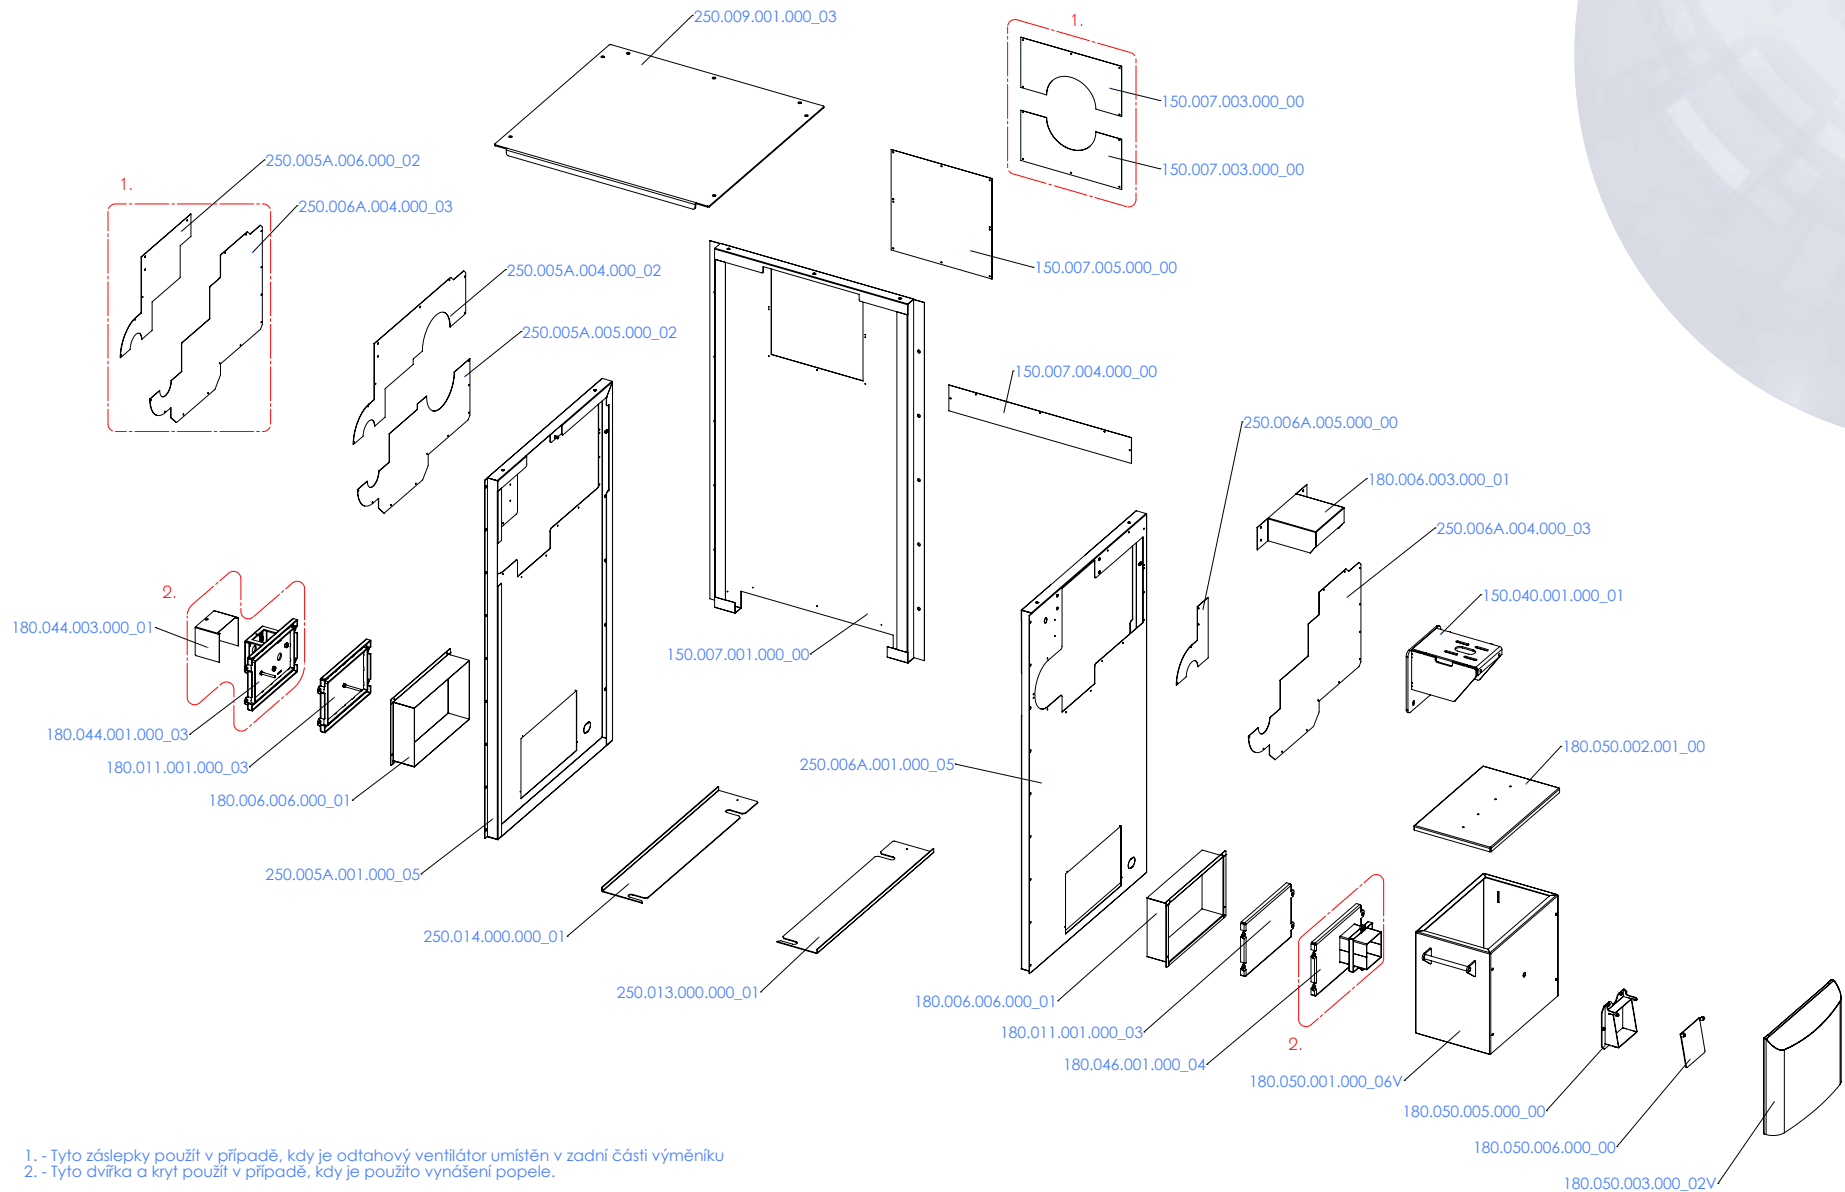 250.009.001.000_03
1.
150.007.003.000_00
150.007.003.000_00
250.005A.006.000_02
1.
250.006A.004.000_03
150.007.005.000_00
250.005A.004.000_02
250.005A.005.000_02
150.007.004.000_00
250.006A.005.000_00
180.006.003.000_01
250.006A.004.000_03
2.
150.040.001.000_01
180.044.003.000_01
150.007.001.000_00
180.044.001.000_03
180.050.002.001_00
250.006A.001.000_05
180.011.001.000_03
180.006.006.000_01
250.005A.001.000_05
250.014.000.000_01
250.013.000.000_01
180.006.006.000_01
180.011.001.000_03
2.
180.046.001.000_04
180.050.001.000_06V
180.050.005.000_00
180.050.006.000_00
180.050.003.000_02V
1. - Tyto záslepky použít v případě, kdy je odtahový ventilátor umístěn v zadní části výměníku
2. - Tyto dvířka a kryt použít v případě, kdy je použito vynášení popele.